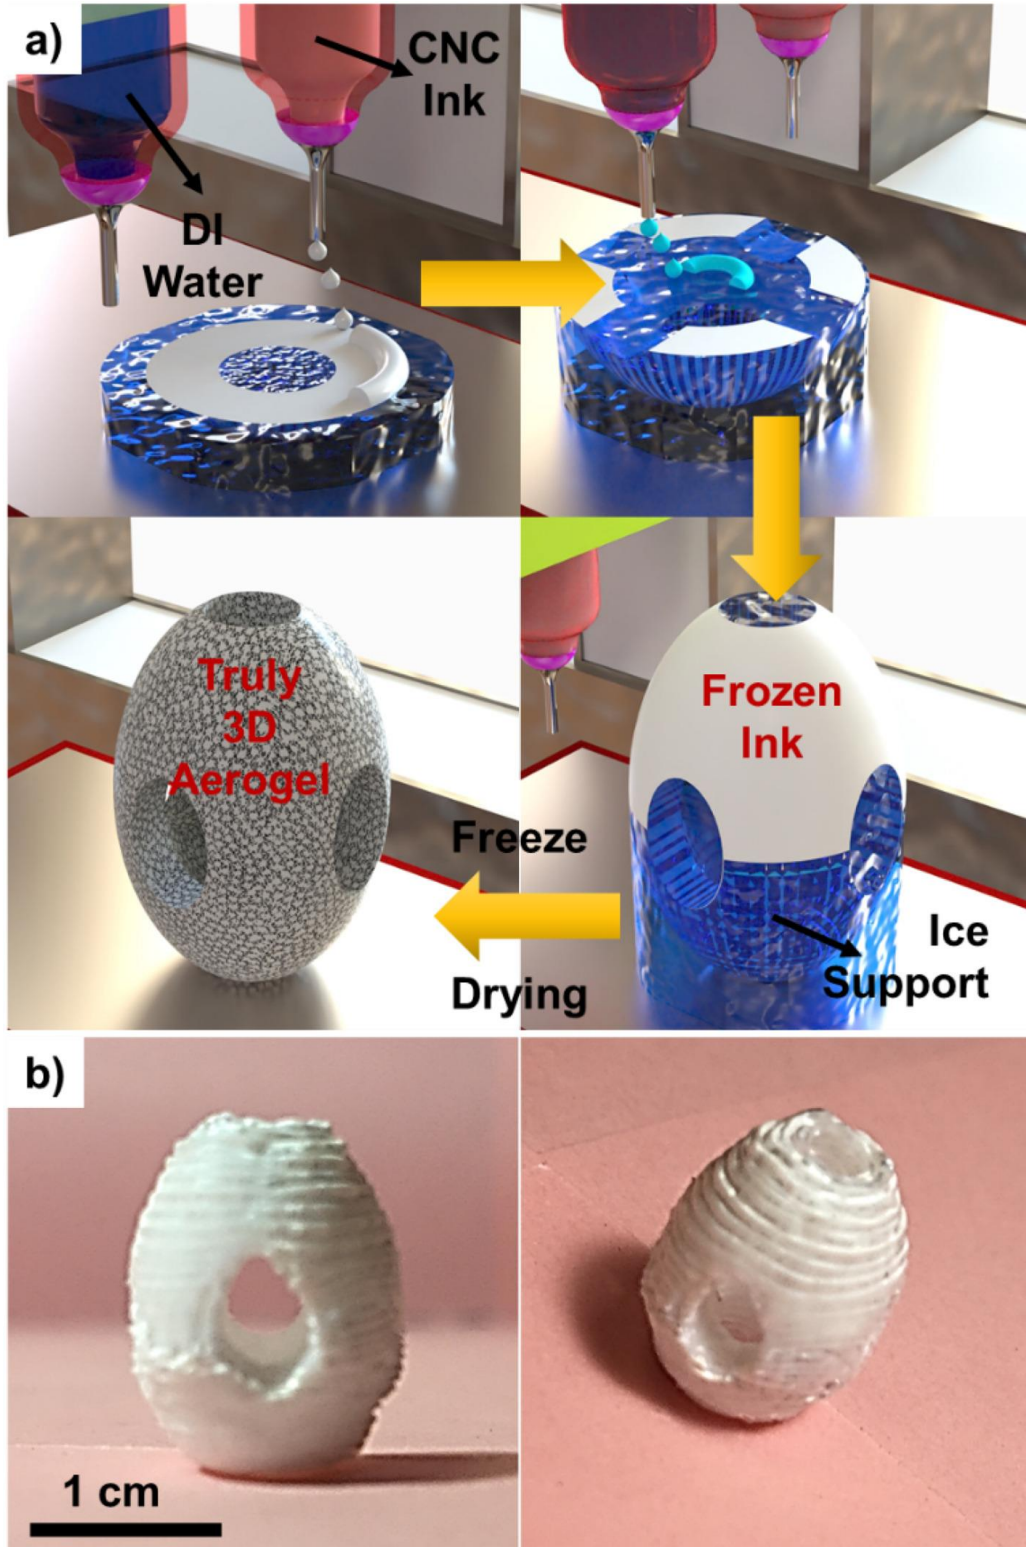 a)
CNC
Ink
DI
Water
Truly
3D
Aerogel
Frozen
Ink
Freeze
Drying
Ice
Support
b)
1 cm